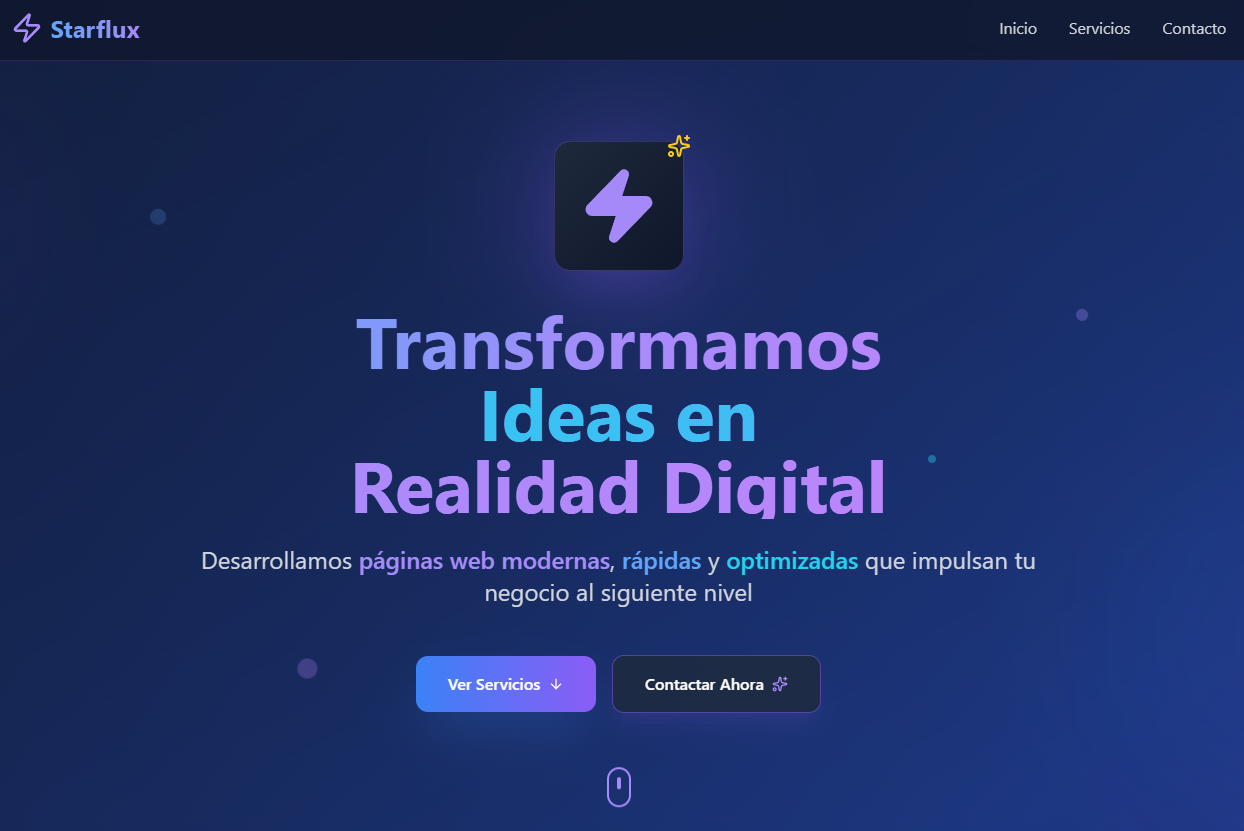 Starflux
Inicio
Servicios
Contacto
Transformamos
Ideas en
Realidad Digital
Desarrollamos páginas web modernas, rápidas y optimizadas que impulsan tu
negocio al siguiente nivel
Ver Servicios
Contactar Ahora